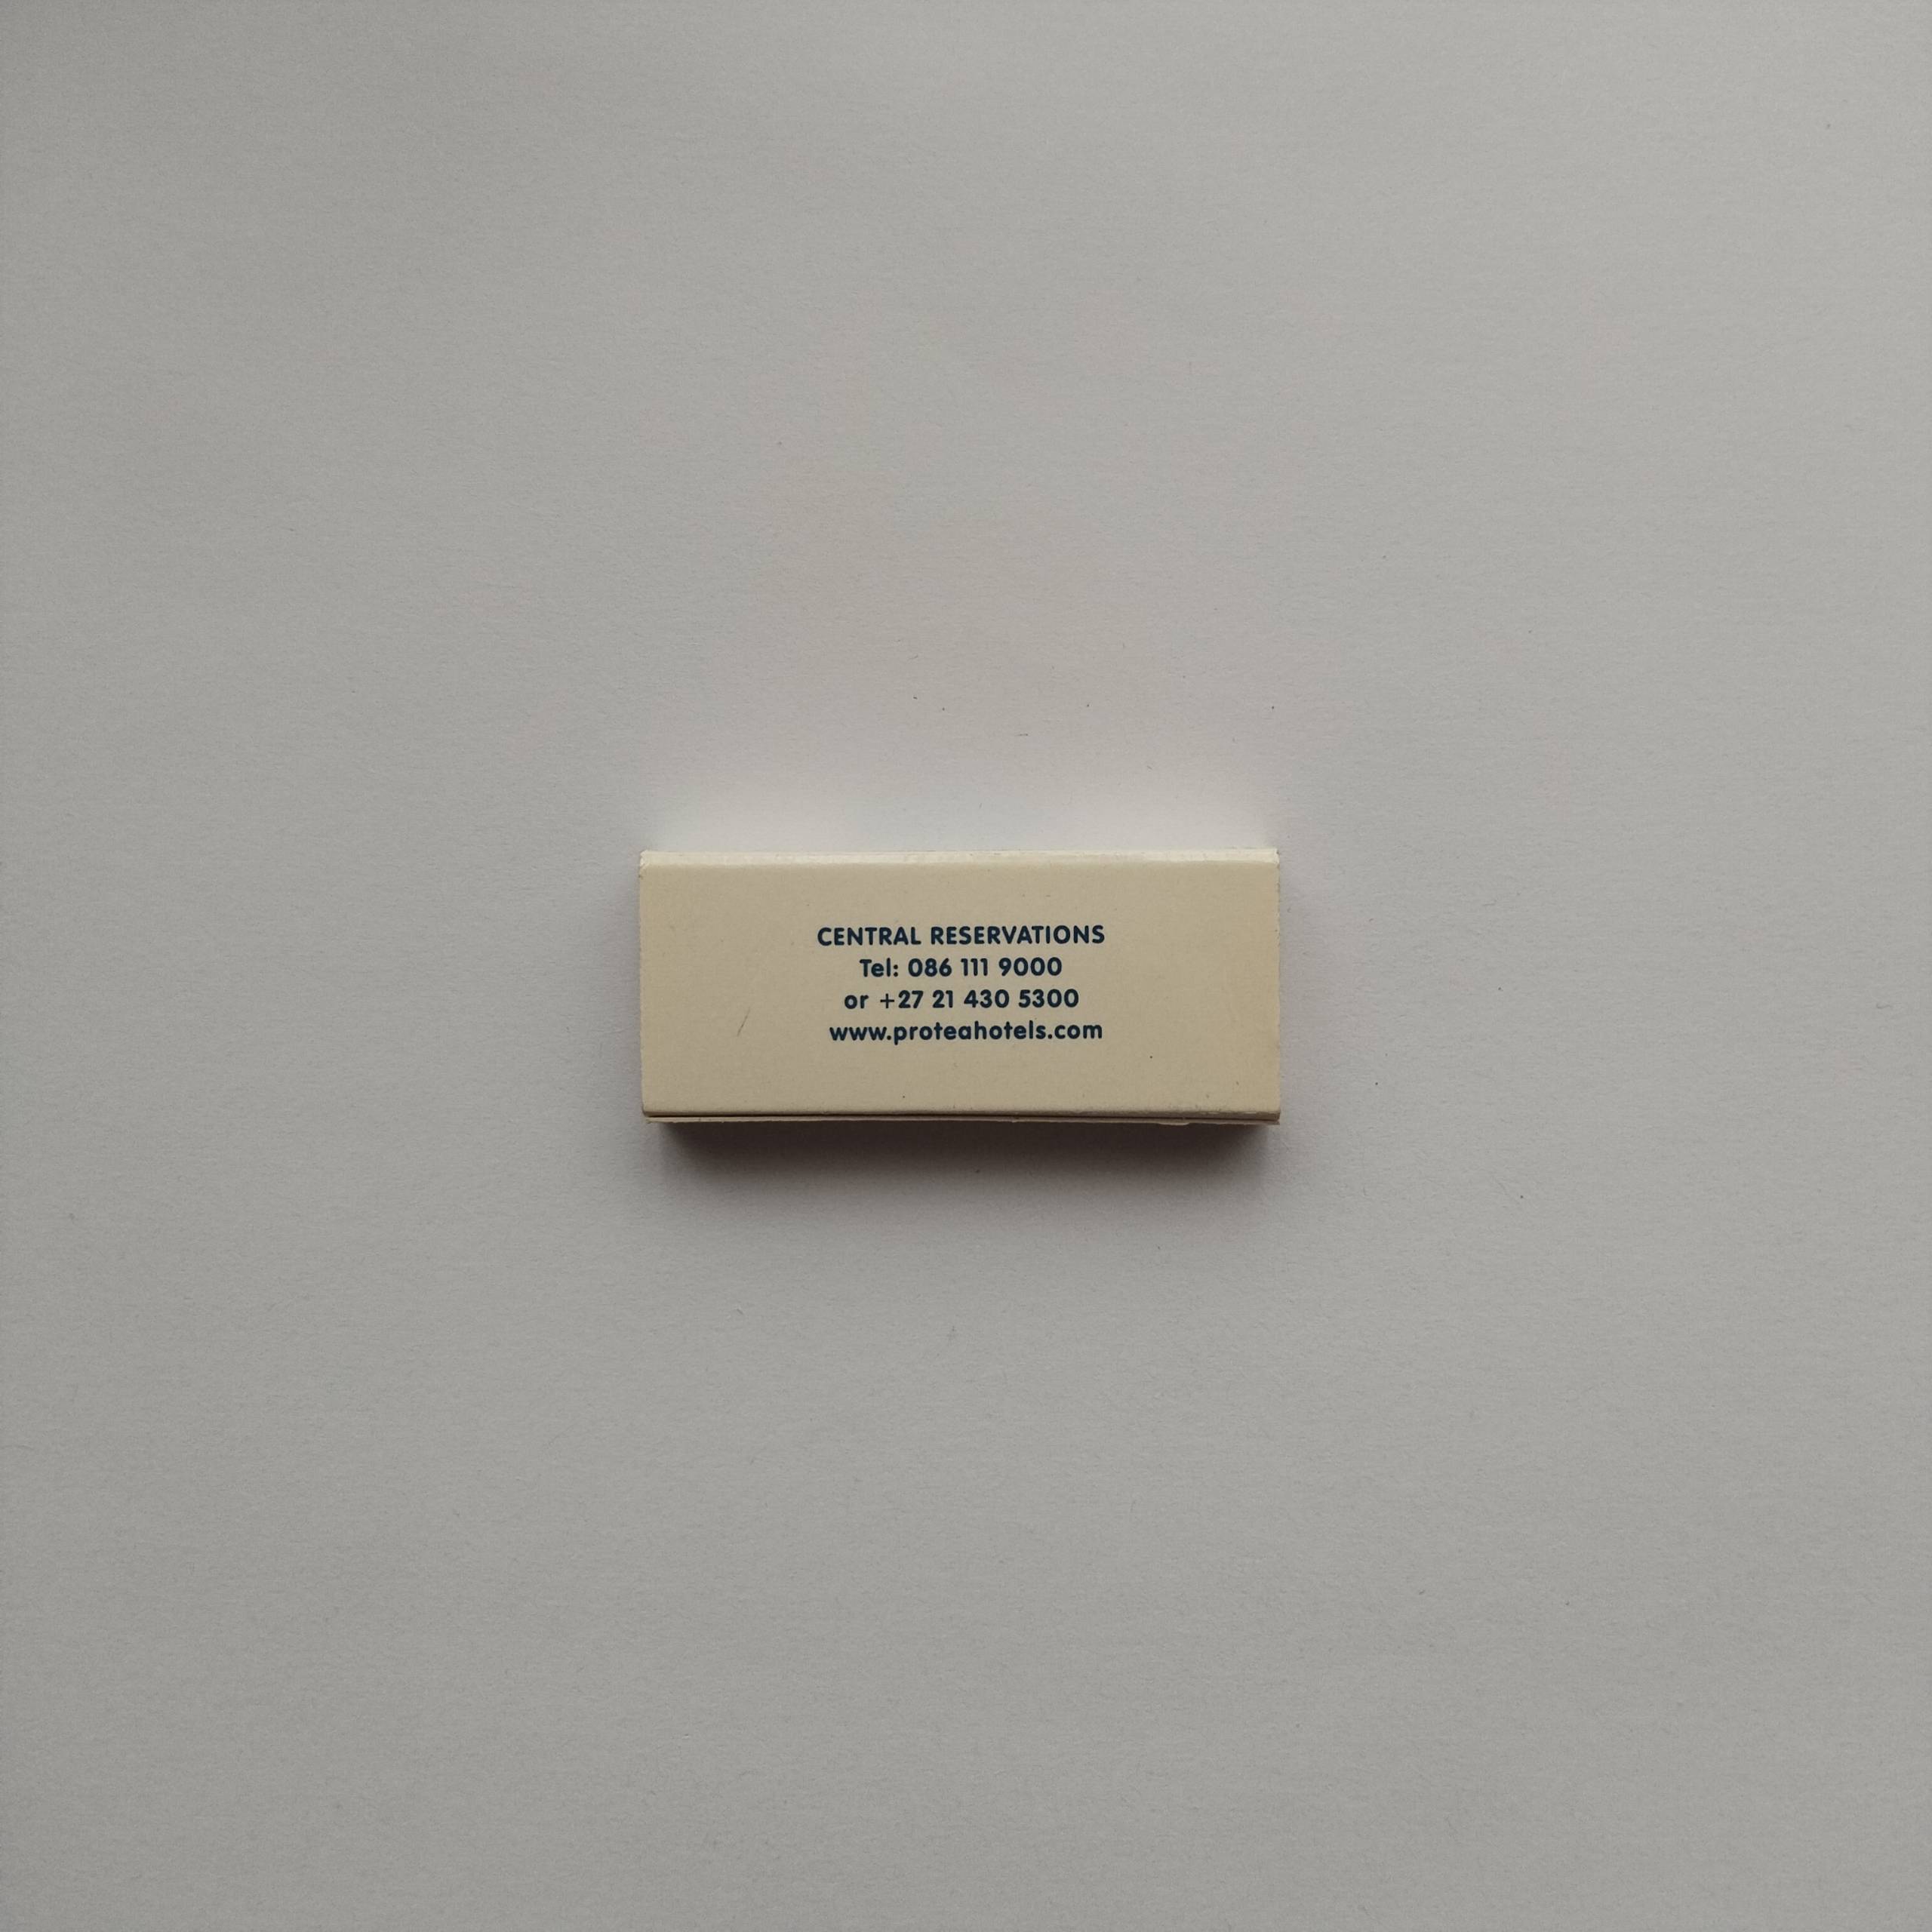 CENTRAL RESERVATIONS
Tel: 086 111 9000
or +27 21 430 5300
www.proteahotels.com